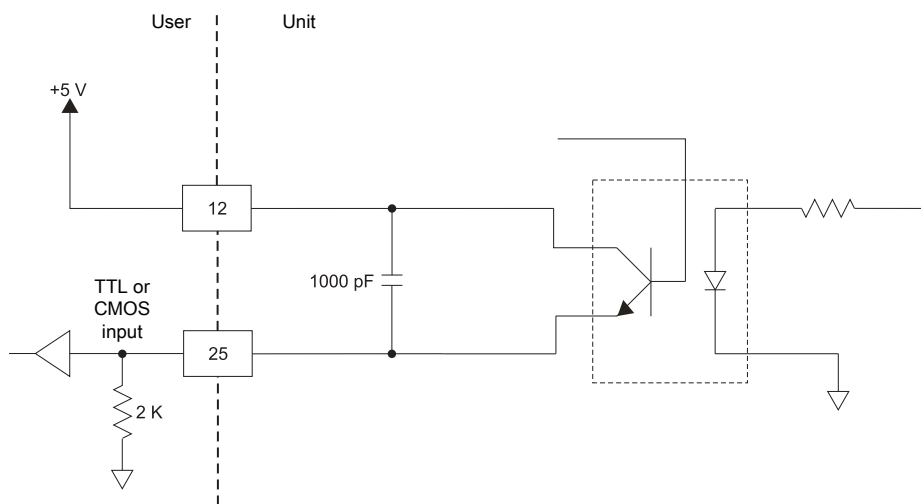 User
Unit
+5 V
12
1000 pF
TTL or
CMOS
input
25
2 K